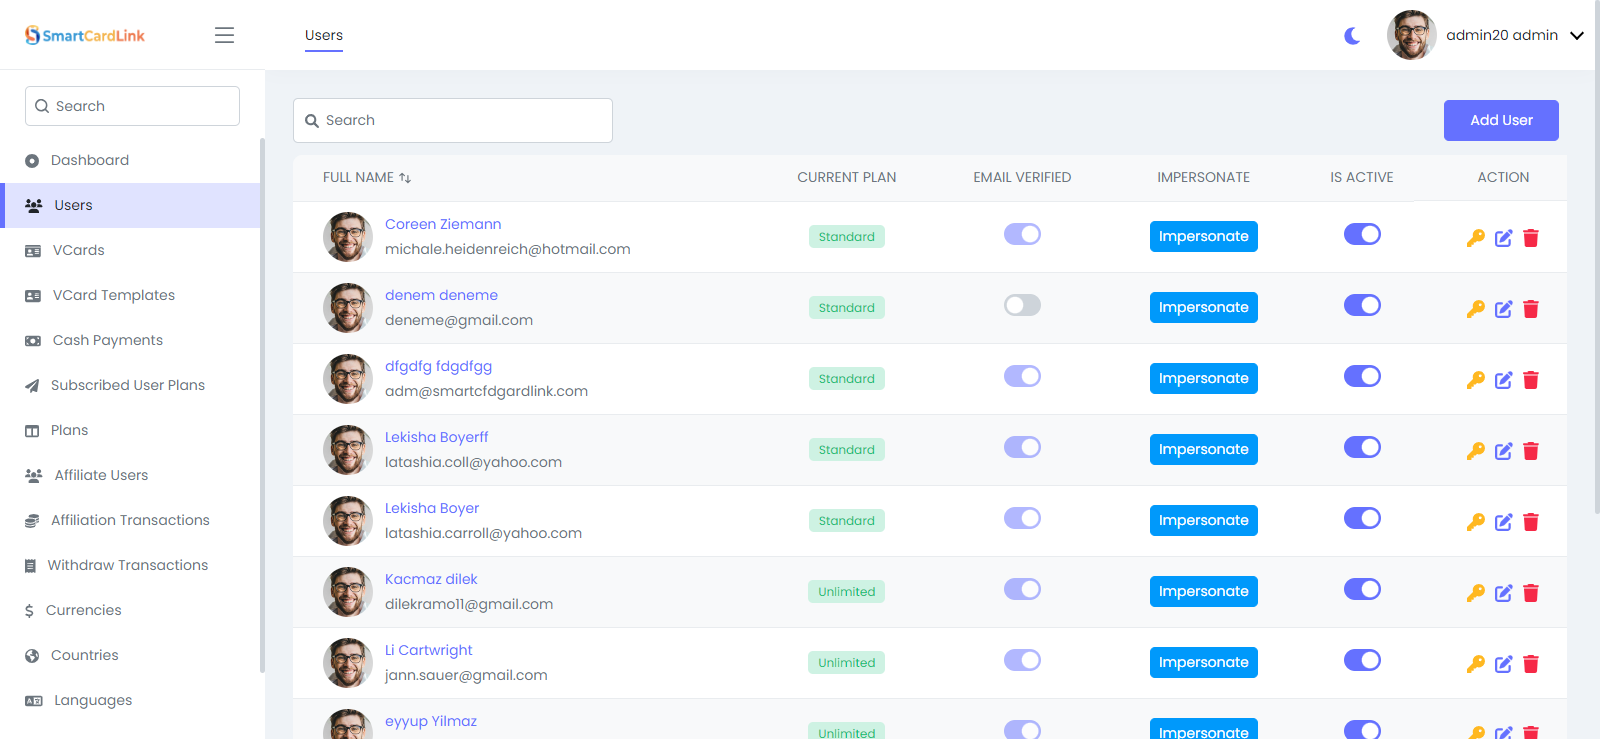 SmartCardLink
Users
admin20 admin
Search
Dashboard
Users
VCards
VCard Templates
Cash Payments
Subscribed User Plans
Plans
Affiliate Users
Affiliation Transactions
Withdraw Transactions
Currencies
Countries
Languages
Search
Add User
FULL NAME CURRENT PLAN EMAIL VERIFIED IMPERSONATE IS ACTIVE ACTION
Coreen Ziemann
michale.heidenreich@hotmail.com
Standard Impersonate
denem deneme
deneme@gmail.com
Standard Impersonate
dfgdfg fdgdfgg
adm@smartcfdgardlink.com
Standard Impersonate
Lekisha Boyerff
latashia.coll@yahoo.com
Standard Impersonate
Lekisha Boyer
latashia.carroll@yahoo.com
Standard Impersonate
Kacmaz dilek
dilekramo11@gmail.com
Unlimited Impersonate
Li Cartwright
jann.sauer@gmail.com
Unlimited Impersonate
eyyup Yilmaz
Unlimited Impersonate